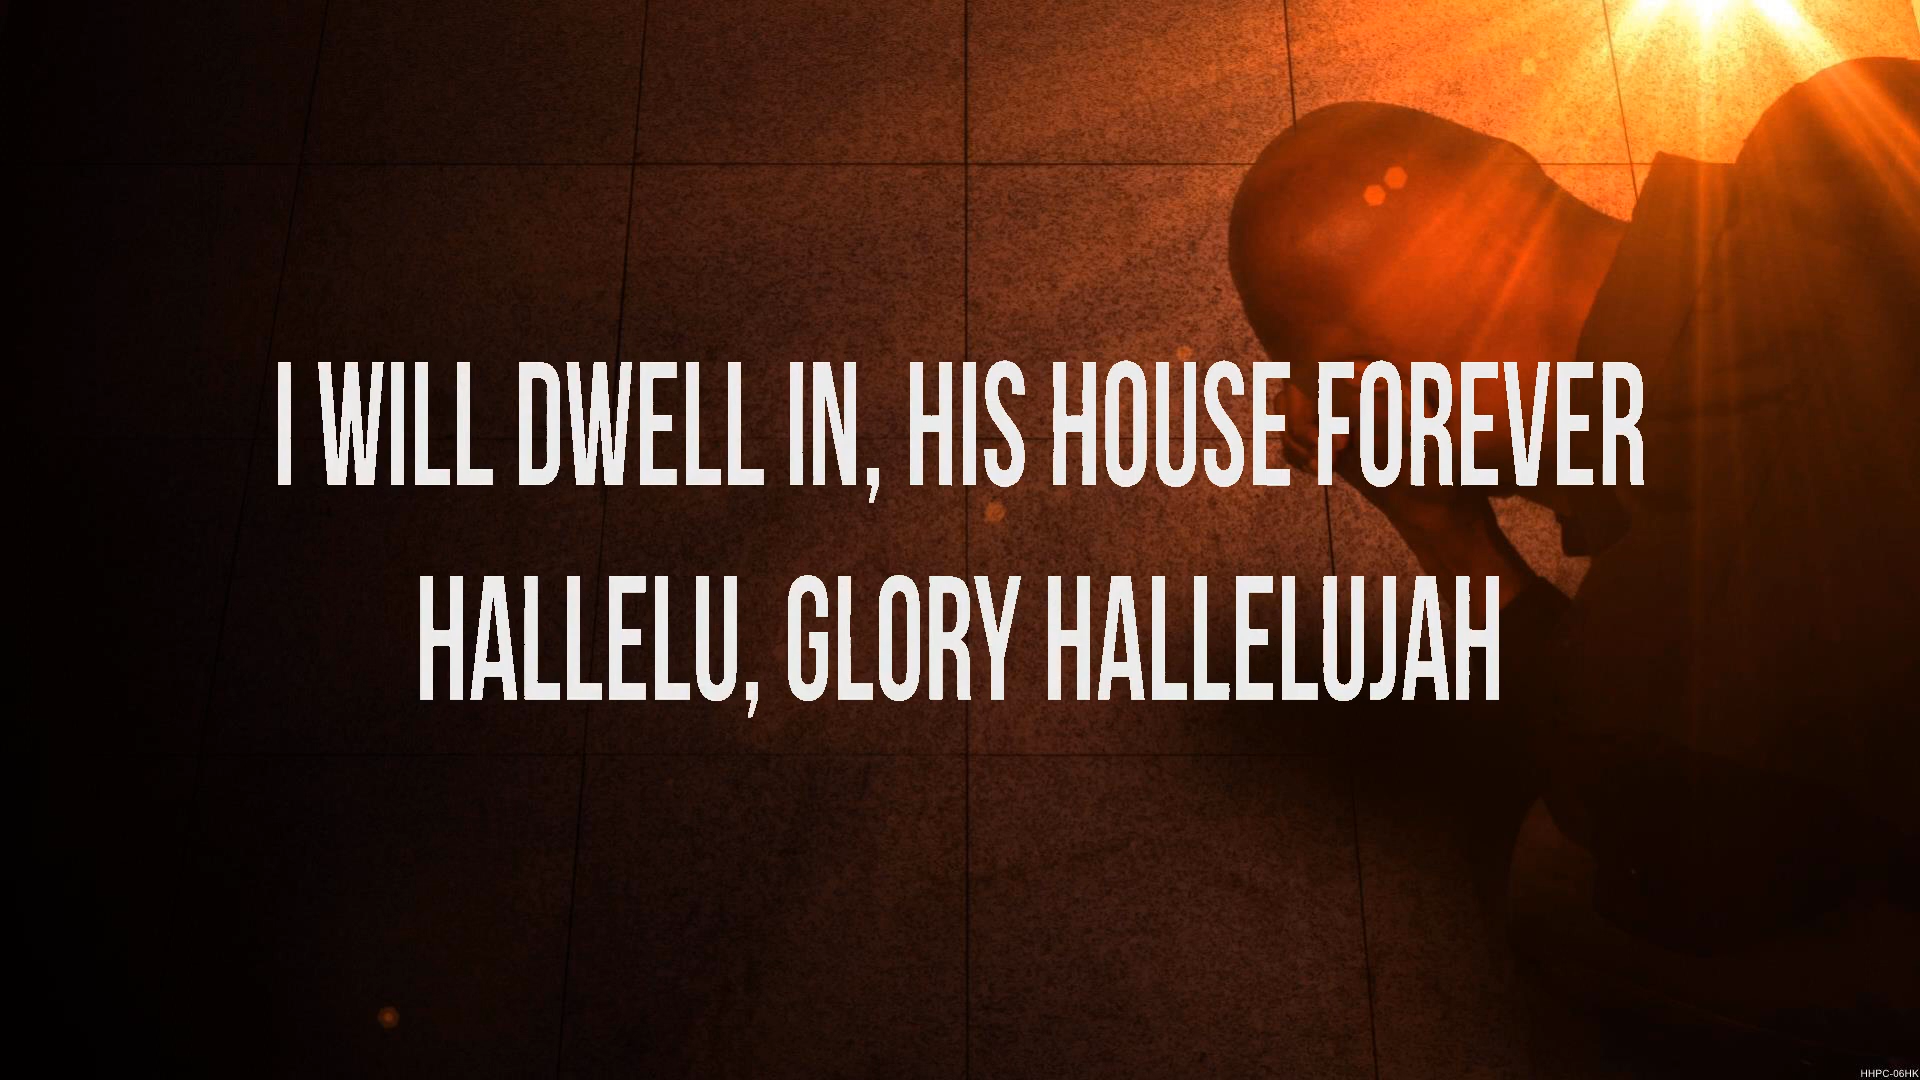 I WILL DWELL IN, HIS HOUSE FOREVER
HALLELU, GLORY HALLELUJAH
HHPC-06HK